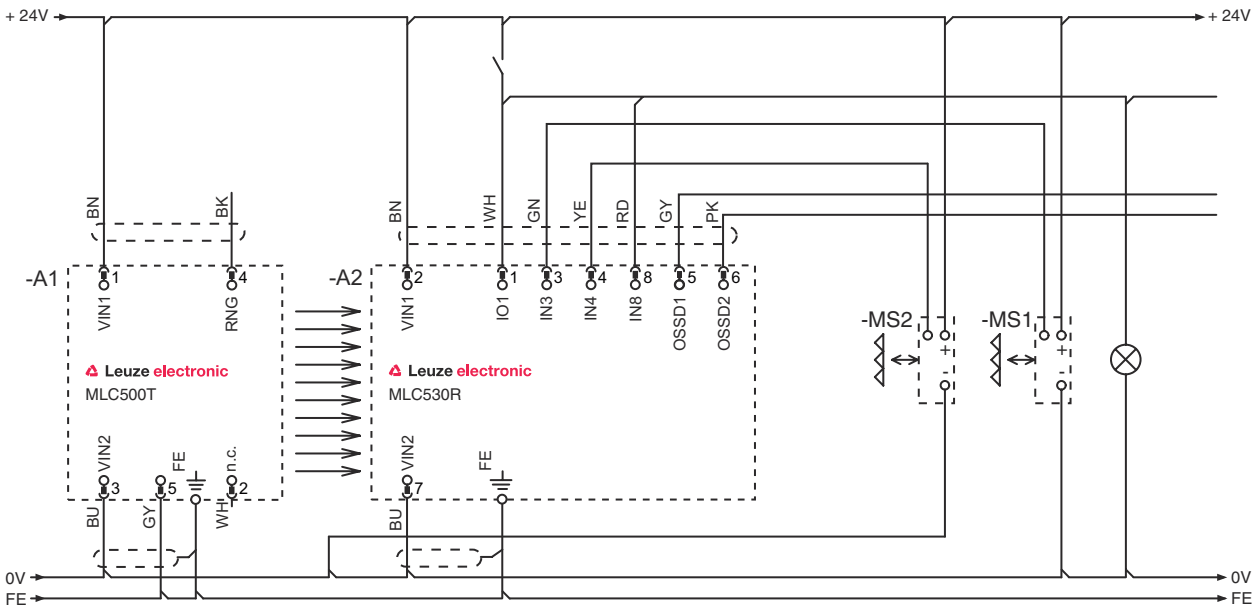 + 24V
+ 24V
BN
BK
BN
WH
GN
YE
RD
GY
PK
-A1
1
4
-A2
2
1
3
4
8
5
6
VIN1
RNG
VIN1
IO1
IN3
IN4
IN8
OSSD1
OSSD2
-MS2
-MS1
+
+
-
-
Leuze electronic
MLC500T
Leuze electronic
MLC530R
VIN2
FE
n.c.
VIN2
FE
3
5
2
7
BU
GY
WH
BU
0V
0V
FE
FE